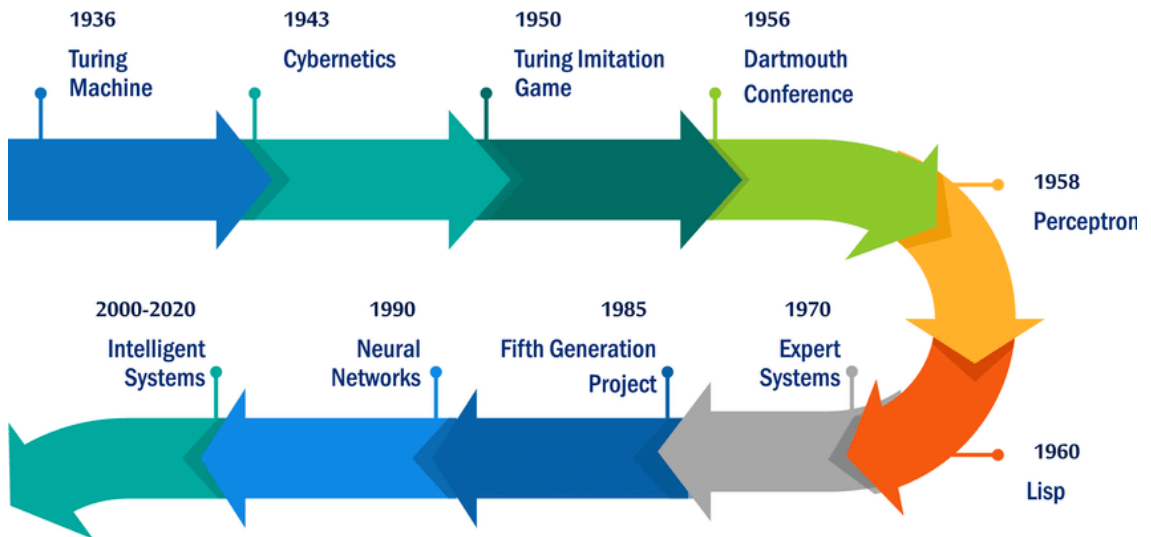 1936
Turing
Machine
1943
Cybernetics
1950
Turing Imitation
Game
1956
Dartmouth
Conference
1958
Perceptron
1960
Lisp
1970
Expert
Systems
1985
Fifth Generation
Project
1990
Neural
Networks
2000-2020
Intelligent
Systems